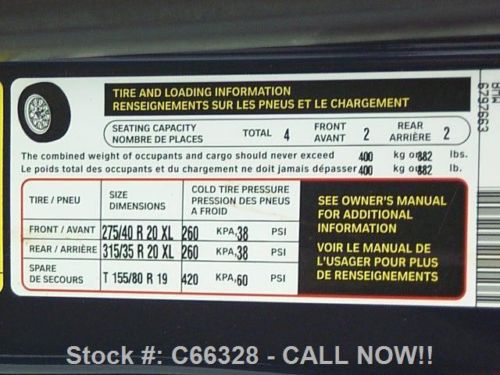 TIRE AND LOADING INFORMATION
RENSEIGNEMENTS SUR LES PNEUS ET LE CHARGEMENT
SEATING CAPACITY
NOMBRE DE PLACES
TOTAL 4
FRONT
AVANT 2
REAR
ARRIÈRE 2
The combined weight of occupants and cargo should never exceed 400 kg or 882 lbs.
Le poids total des occupants et du chargement ne doit jamais dépasser 400 kg ou 882 lb.
TIRE / PNEU
SIZE
DIMENSIONS
COLD TIRE PRESSURE
PRESSION DES PNEUS
A FROID
FRONT / AVANT 275/40 R 20 XL 260 KPA, 38 PSI
REAR / ARRIÈRE 315/35 R 20 XL 260 KPA, 38 PSI
SPARE
DE SECOURS T 155/80 R 19 420 KPA, 60 PSI
SEE OWNER'S MANUAL
FOR ADDITIONAL
INFORMATION
VOIR LE MANUEL DE
L'USAGER POUR PLUS
DE RENSEIGNEMENTS
6797663
Stock #: C66328 - CALL NOW!!